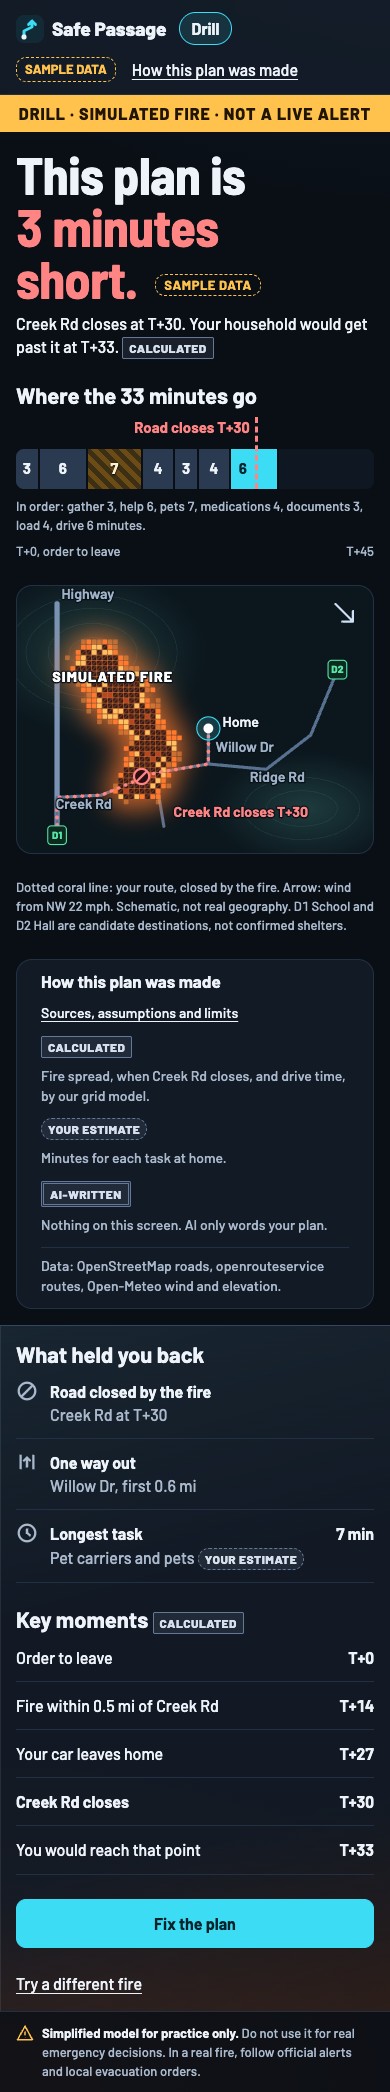 Safe Passage Drill
SAMPLE DATA How this plan was made
DRILL · SIMULATED FIRE · NOT A LIVE ALERT
This plan is
3 minutes
short. SAMPLE DATA
Creek Rd closes at T+30. Your household would get
past it at T+33. CALCULATED
Where the 33 minutes go
Road closes T+30
3 6 7 4 3 4 6
In order: gather 3, help 6, pets 7, medications 4, documents 3,
load 4, drive 6 minutes.
T+0, order to leave T+45
Highway
D2
SIMULATED FIRE
Home
Willow Dr
Ridge Rd
Creek Rd
Creek Rd closes T+30
D1
Dotted coral line: your route, closed by the fire. Arrow: wind
from NW 22 mph. Schematic, not real geography. D1 School and
D2 Hall are candidate destinations, not confirmed shelters.
How this plan was made
Sources, assumptions and limits
CALCULATED
Fire spread, when Creek Rd closes, and drive time,
by our grid model.
YOUR ESTIMATE
Minutes for each task at home.
AI-WRITTEN
Nothing on this screen. AI only words your plan.
Data: OpenStreetMap roads, openrouteservice
routes, Open-Meteo wind and elevation.
What held you back
Road closed by the fire
Creek Rd at T+30
One way out
Willow Dr, first 0.6 mi
Longest task 7 min
Pet carriers and pets YOUR ESTIMATE
Key moments CALCULATED
Order to leave T+0
Fire within 0.5 mi of Creek Rd T+14
Your car leaves home T+27
Creek Rd closes T+30
You would reach that point T+33
Fix the plan
Try a different fire
Simplified model for practice only. Do not use it for real
emergency decisions. In a real fire, follow official alerts
and local evacuation orders.